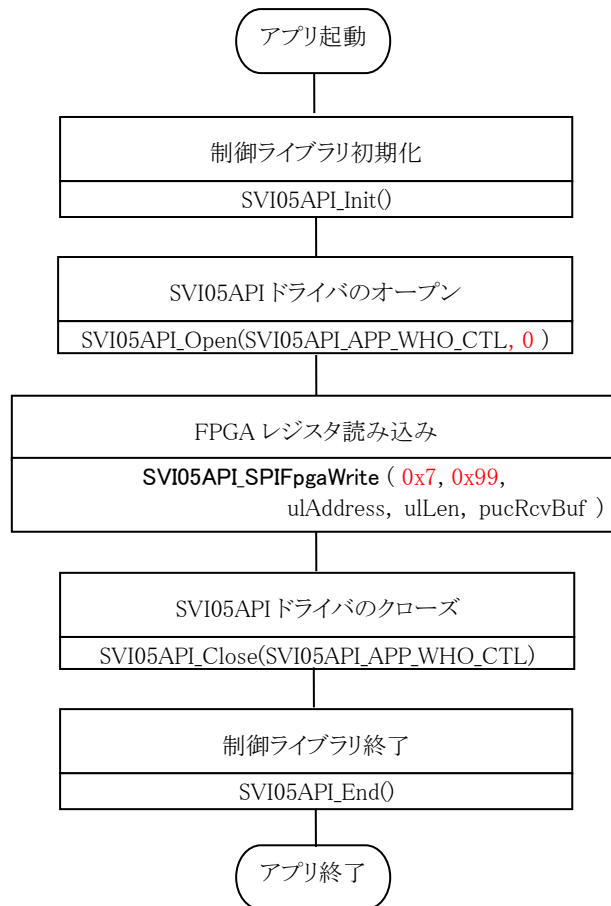 アプリ起動
制御ライブラリ初期化
SVI05API_Init()
SVI05API ドライバのオープン
SVI05API_Open(SVI05API_APP_WHO_CTL, 0 )
FPGA レジスタ読み込み
SVI05API_SPIFpgaWrite ( 0x7, 0x99,
ulAddress, ulLen, pucRcvBuf )
SVI05API ドライバのクローズ
SVI05API_Close(SVI05API_APP_WHO_CTL)
制御ライブラリ終了
SVI05API_End()
アプリ終了